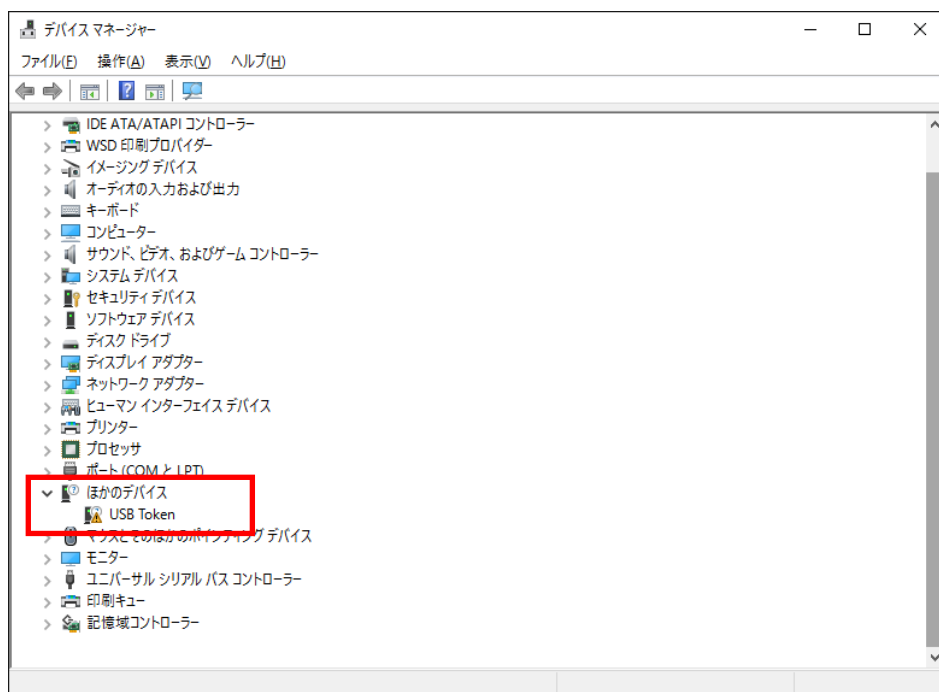 デバイス マネージャー
ファイル(F) 操作(A) 表示(V) ヘルプ(H)
IDE ATA/ATAPI コントローラー
WSD 印刷プロバイダー
イメージング デバイス
オーディオの入力および出力
キーボード
コンピューター
サウンド、ビデオ、およびゲーム コントローラー
システム デバイス
セキュリティ デバイス
ソフトウェア デバイス
ディスク ドライブ
ディスプレイ アダプター
ネットワーク アダプター
ヒューマン インターフェイス デバイス
プリンター
プロセッサ
ポート (COM と LPT)
ほかのデバイス
USB Token
マウスとそのほかのポインティング デバイス
モニター
ユニバーサル シリアル バス コントローラー
印刷キュー
記憶域コントローラー